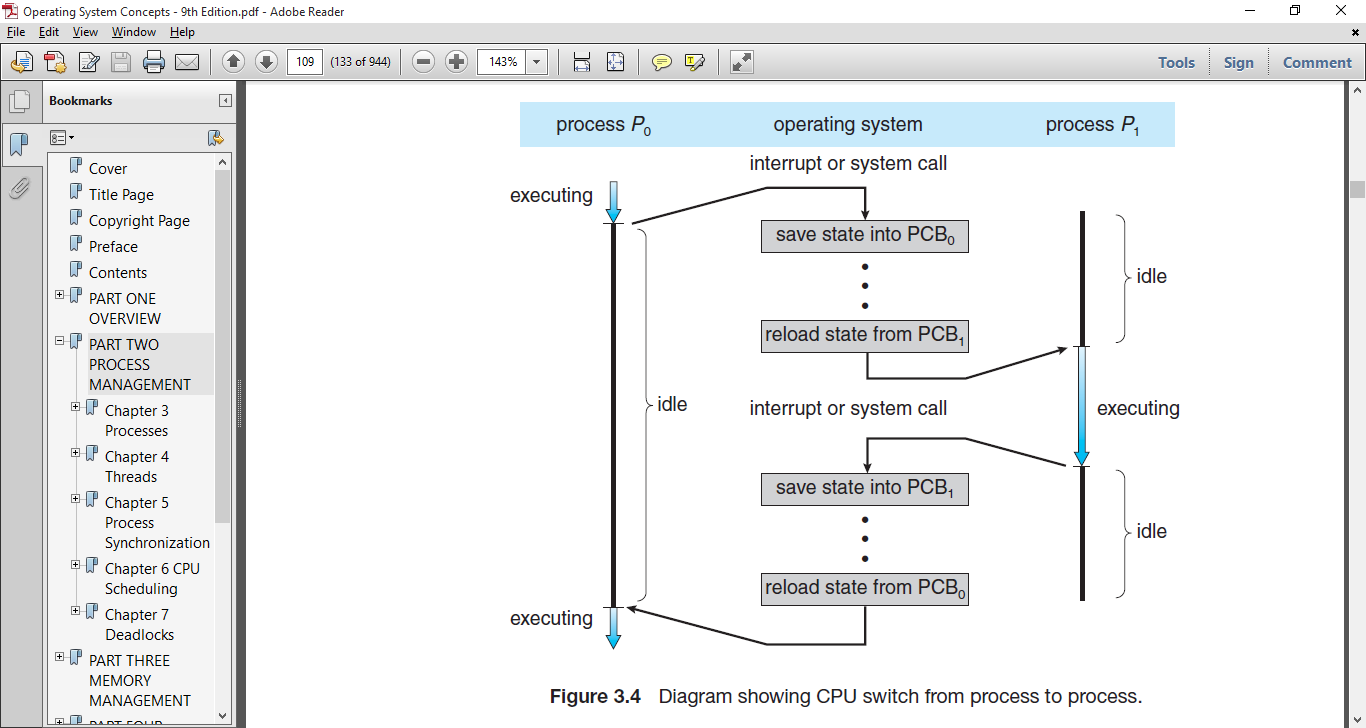 Operating System Concepts - 9th Edition.pdf - Adobe Reader
File Edit View Window Help
109 (133 of 944) 143% Tools Sign Comment
Bookmarks
Cover
Title Page
Copyright Page
Preface
Contents
PART ONE
OVERVIEW
PART TWO
PROCESS
MANAGEMENT
Chapter 3
Processes
Chapter 4
Threads
Chapter 5
Process
Synchronization
Chapter 6 CPU
Scheduling
Chapter 7
Deadlocks
PART THREE
MEMORY
MANAGEMENT
PART FOUR
process P0 operating system process P1
interrupt or system call
executing
save state into PCB0
idle
reload state from PCB1
idle
interrupt or system call
executing
save state into PCB1
idle
reload state from PCB0
executing
Figure 3.4 Diagram showing CPU switch from process to process.